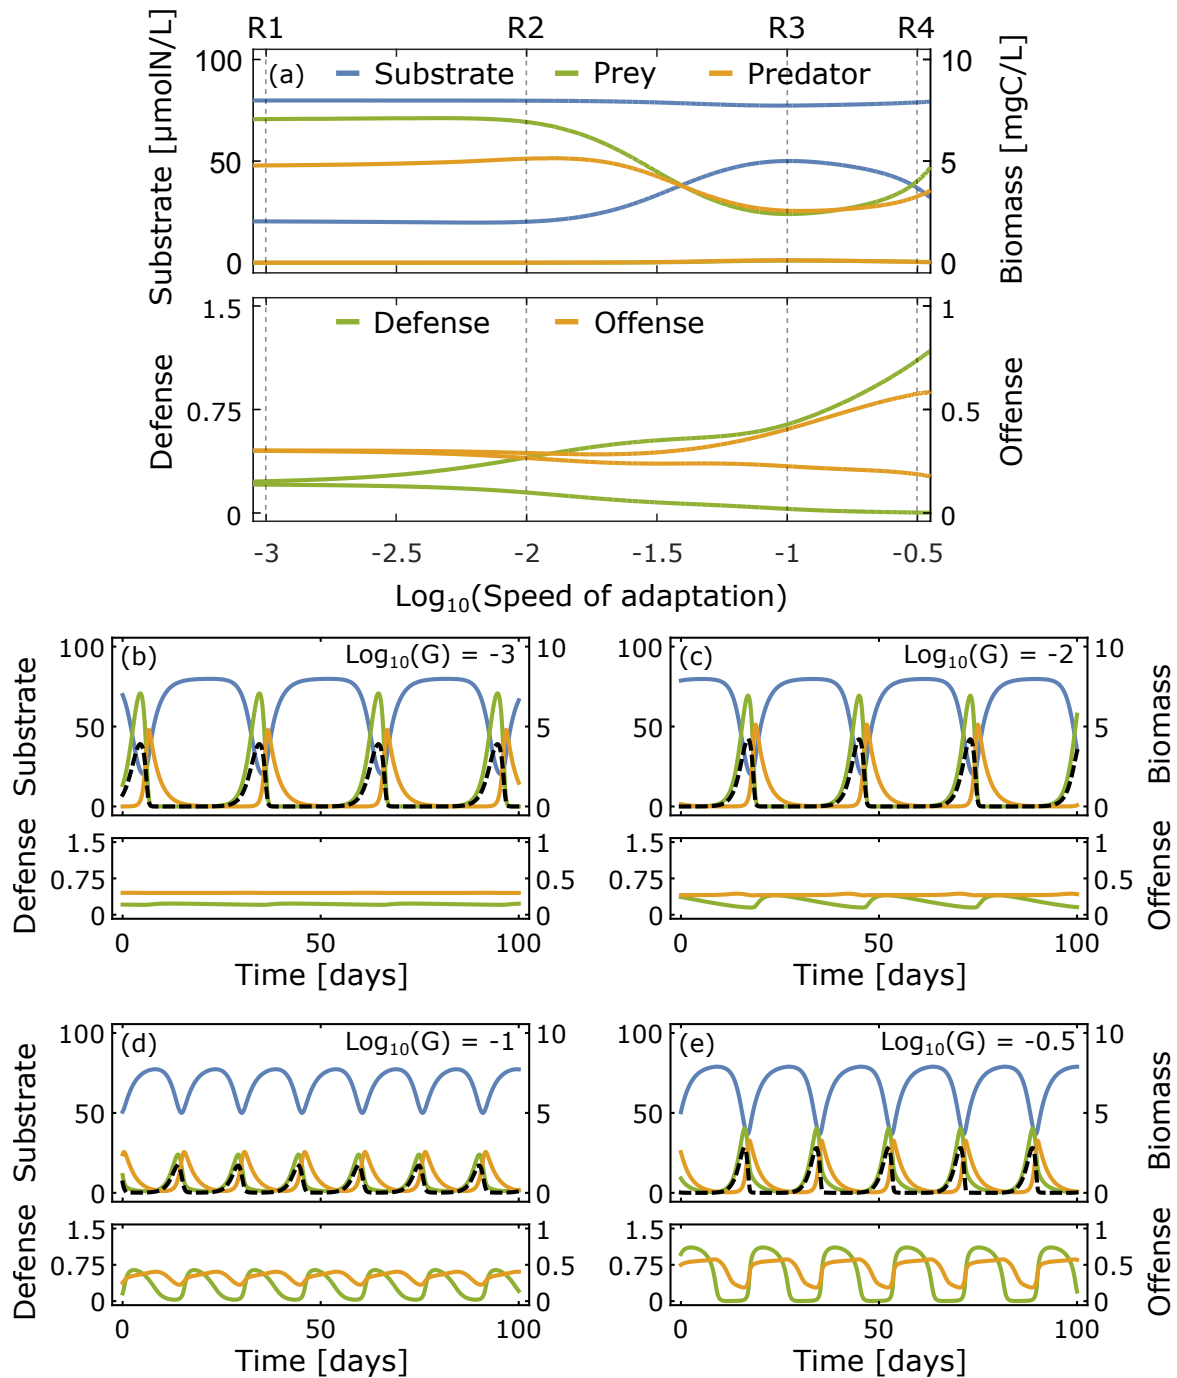 R1 R2 R3 R4
(a) Substrate Prey Predator
Substrate [µmolN/L]
100
50
0
Biomass [mgC/L]
10
5
0
Defense Offense
Defense
1.5
0.75
0
Offense
1
0.5
0
-3 -2.5 -2 -1.5 -1 -0.5
Log₁₀(Speed of adaptation)
(b) Log₁₀(G) = -3
Substrate
100
50
0
10
5
0
Defense
1.5
0.75
0
1
0.5
0
0 50 100
Time [days]
(c) Log₁₀(G) = -2
100
50
0
Biomass
10
5
0
1.5
0.75
0
Offense
1
0.5
0
0 50 100
Time [days]
(d) Log₁₀(G) = -1
Substrate
100
50
0
10
5
0
Defense
1.5
0.75
0
1
0.5
0
0 50 100
Time [days]
(e) Log₁₀(G) = -0.5
100
50
0
Biomass
10
5
0
1.5
0.75
0
Offense
1
0.5
0
0 50 100
Time [days]